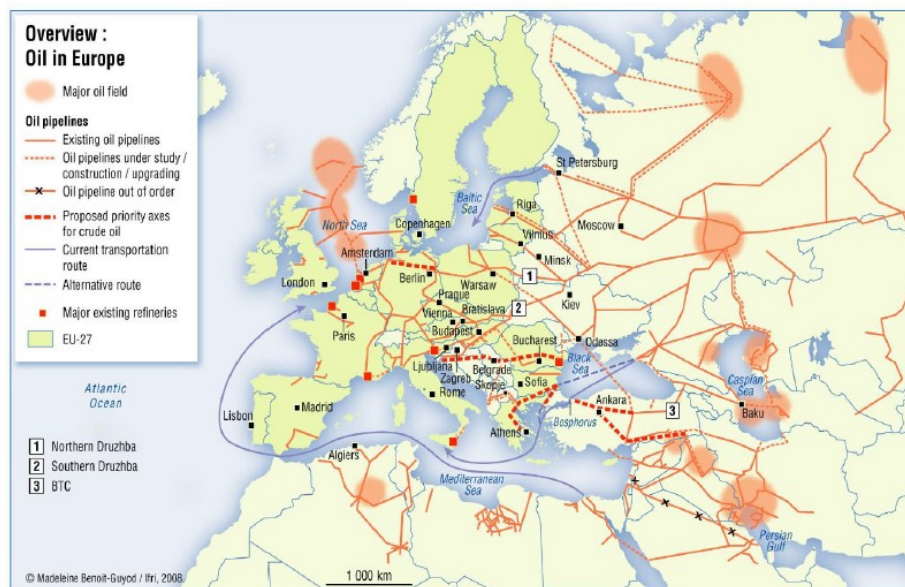 Overview :
Oil in Europe
Major oil field
Oil pipelines
Existing oil pipelines
Oil pipelines under study /
construction / upgrading
Oil pipeline out of order
Proposed priority axes
for crude oil
Current transportation
route
Alternative route
Major existing refineries
EU-27
Atlantic
Ocean
1 Northern Druzhba
2 Southern Druzhba
3 BTC
© Madeleine Benoit-Guyod / Ifri, 2008
1 000 km
St Petersburg
Baltic
Sea
Riga
Moscow
North Sea
Copenhagen
Vilnius
Minsk
Amsterdam
London
Berlin
Warsaw
1
Prague
Kiev
Paris
Vienna
Bratislava
2
Budapest
Odessa
Ljubljana
Bucharest
Black
Sea
Zagreb
Belgrade
Caspian
Sea
Skopje
Sofia
Rome
Baku
Lisbon
Madrid
Ankara
3
Bosphorus
Athens
Algiers
Mediterranean
Sea
Persian
Gulf